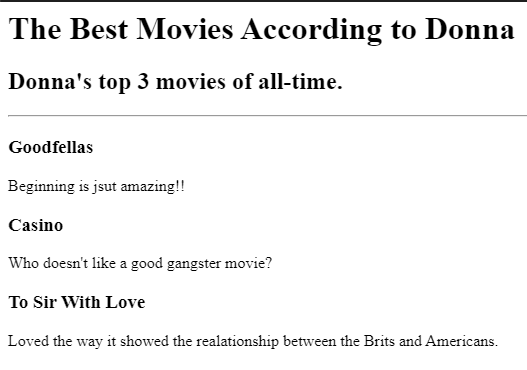 The Best Movies According to Donna
Donna's top 3 movies of all-time.
Goodfellas
Beginning is jsut amazing!!
Casino
Who doesn't like a good gangster movie?
To Sir With Love
Loved the way it showed the realationship between the Brits and Americans.